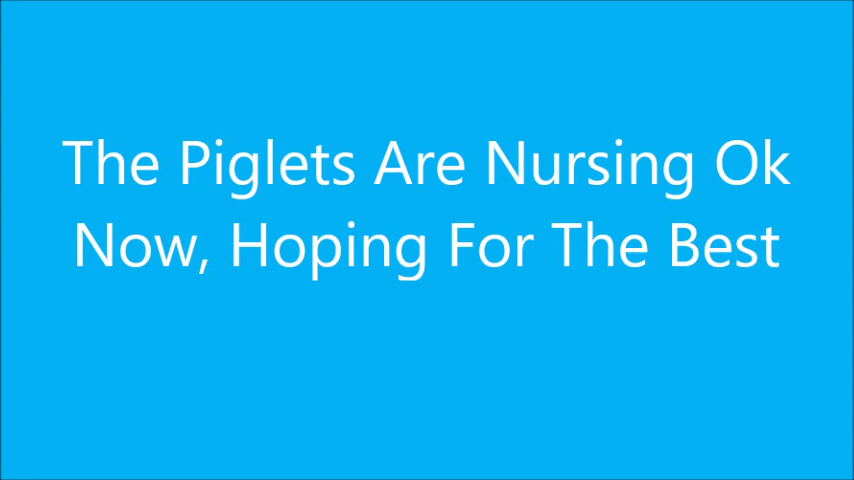 The Piglets Are Nursing Ok
Now, Hoping For The Best